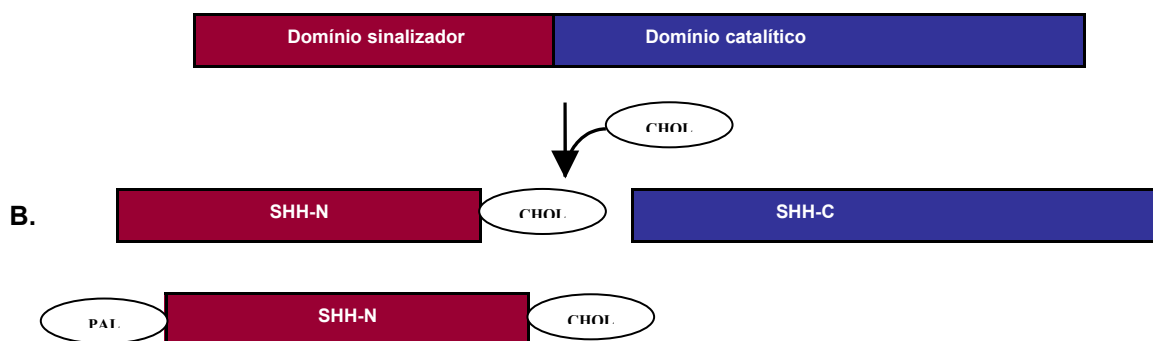 Domínio sinalizador Domínio catalítico
CHOL
B.
SHH-N CHOL SHH-C
PAL SHH-N CHOL